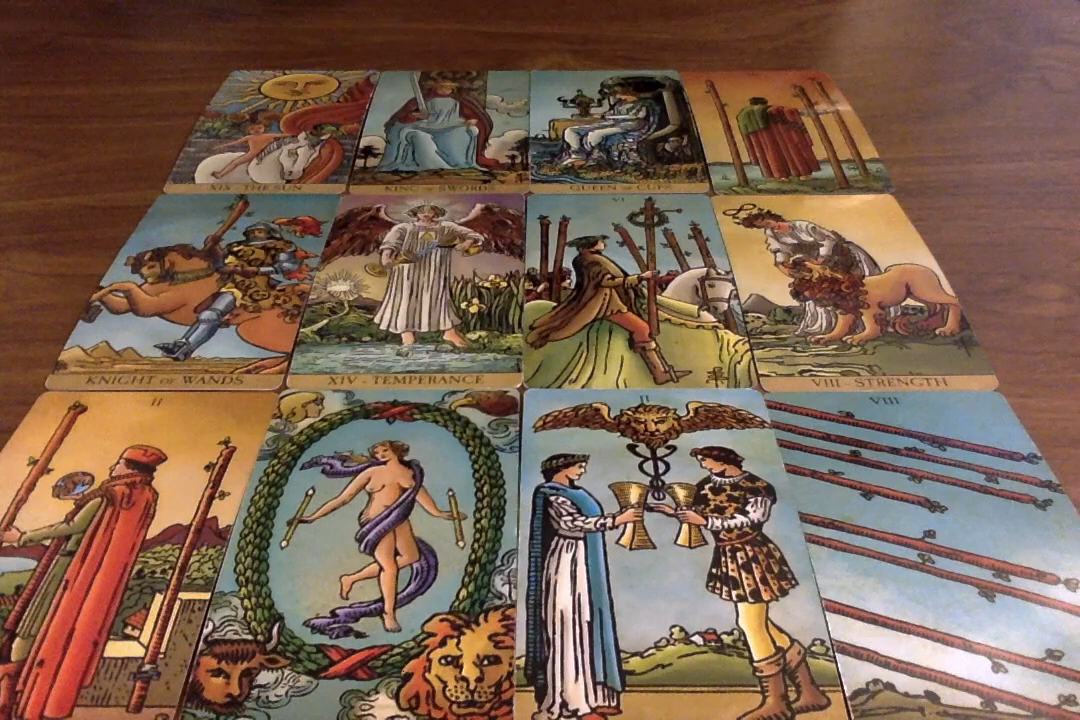 XIX - THE SUN
KING OF SWORDS
QUEEN OF CUPS
KNIGHT OF WANDS
XIV - TEMPERANCE
VI
VIII - STRENGTH
II
II
VIII